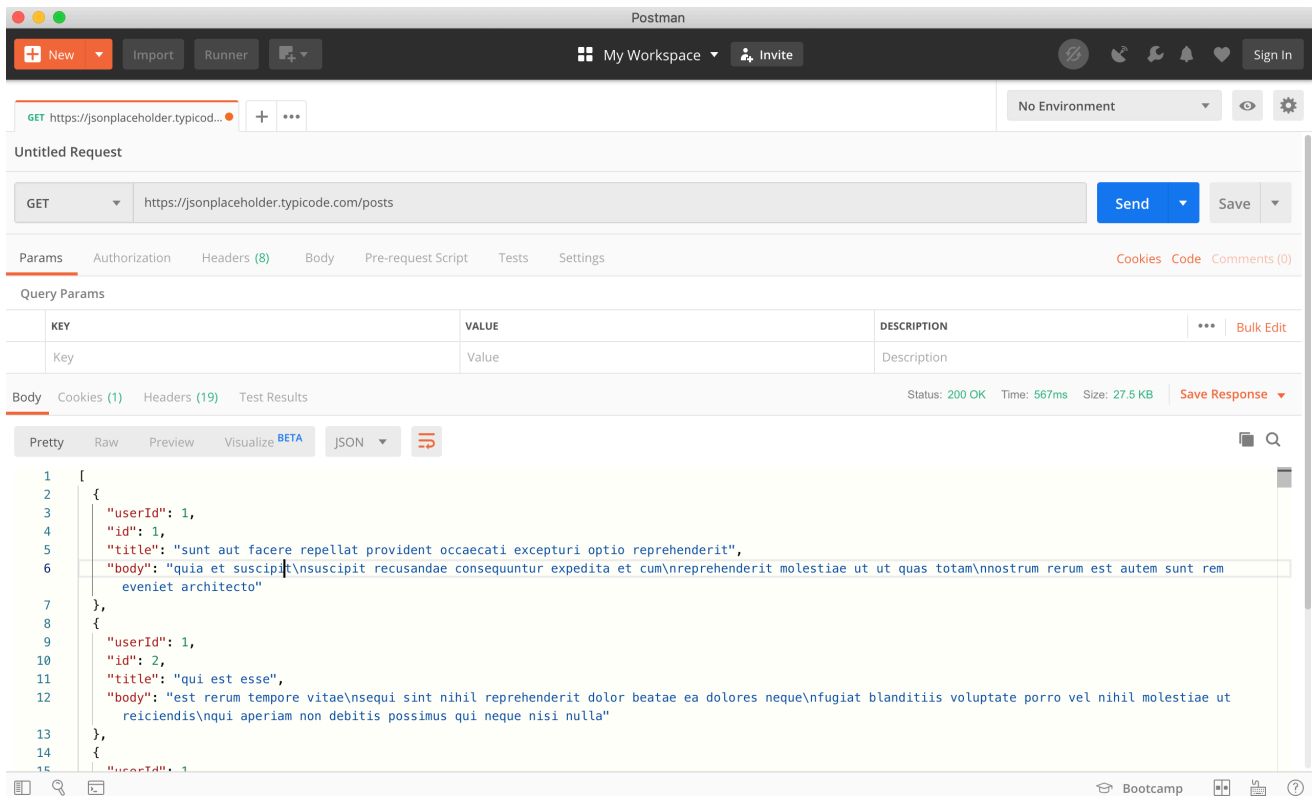 Postman
New Import Runner My Workspace Invite Sign In
GET https://jsonplaceholder.typicod... + ••• No Environment
Untitled Request
GET https://jsonplaceholder.typicode.com/posts Send Save
Params Authorization Headers (8) Body Pre-request Script Tests Settings Cookies Code Comments (0)
Query Params
KEY VALUE DESCRIPTION ••• Bulk Edit
Key Value Description
Body Cookies (1) Headers (19) Test Results Status: 200 OK Time: 567ms Size: 27.5 KB Save Response
Pretty Raw Preview Visualize BETA JSON
1 [
2 {
3 "userId": 1,
4 "id": 1,
5 "title": "sunt aut facere repellat provident occaecati excepturi optio reprehenderit",
6 "body": "quia et suscipit\nsuscipit recusandae consequuntur expedita et cum\nreprehenderit molestiae ut ut quas totam\nnostrum rerum est autem sunt rem
eveniet architecto"
7 },
8 {
9 "userId": 1,
10 "id": 2,
11 "title": "qui est esse",
12 "body": "est rerum tempore vitae\nsequi sint nihil reprehenderit dolor beatae ea dolores neque\nfugiat blanditiis voluptate porro vel nihil molestiae ut
reiciendis\nqui aperiam non debitis possimus qui neque nisi nulla"
13 },
14 {
15 "userId": 1
Bootcamp ?